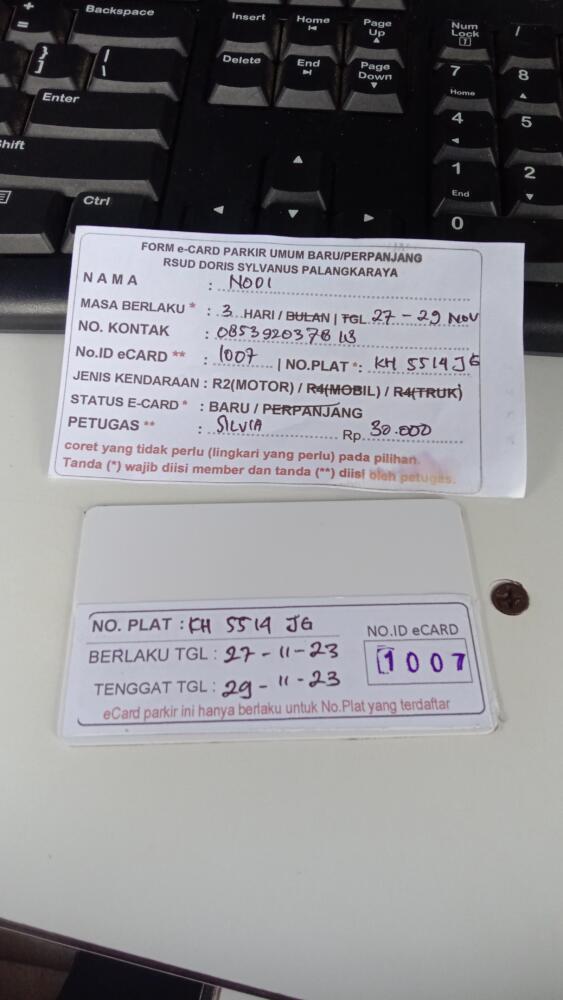 +
=
Backspace
Insert
Home
Page Up
Num Lock
/
}
]
|
\
Delete
End
Page Down
7
Home
8
Enter
4
5
Shift
1
End
2
Ctrl
0
FORM e-CARD PARKIR UMUM BARU/PERPANJANG
RSUD DORIS SYLVANUS PALANGKARAYA
NAMA : NODI
MASA BERLAKU * : 3 HARI / BULAN | TGL 27 - 29 NOV
NO. KONTAK :
No.ID eCARD ** : 1007 | NO.PLAT *: KH 5514 JG
JENIS KENDARAAN : R2(MOTOR) / R4(MOBIL) / R4(TRUK)
STATUS E-CARD * : BARU / PERPANJANG
PETUGAS ** : SILVIA Rp 30.000
coret yang tidak perlu (lingkari yang perlu) pada pilihan.
Tanda (*) wajib diisi member dan tanda (**) diisi oleh petugas.
NO. PLAT : KH 5514 JG
BERLAKU TGL : 27-11-23
TENGGAT TGL : 29-11-23
NO.ID eCARD
1007
eCard parkir ini hanya berlaku untuk No.Plat yang terdaftar